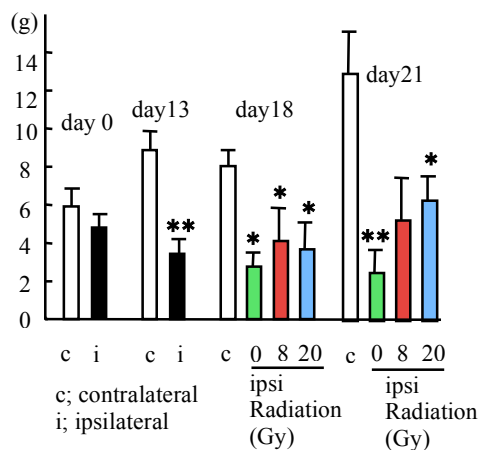 (g)
14
12
10
8
6
4
2
0
day 0
day13
day18
day21
**
*
*
*
**
*
c i c i c 0 8 20 c 0 8 20
c; contralateral
i; ipsilateral
ipsi
Radiation
(Gy)
ipsi
Radiation
(Gy)